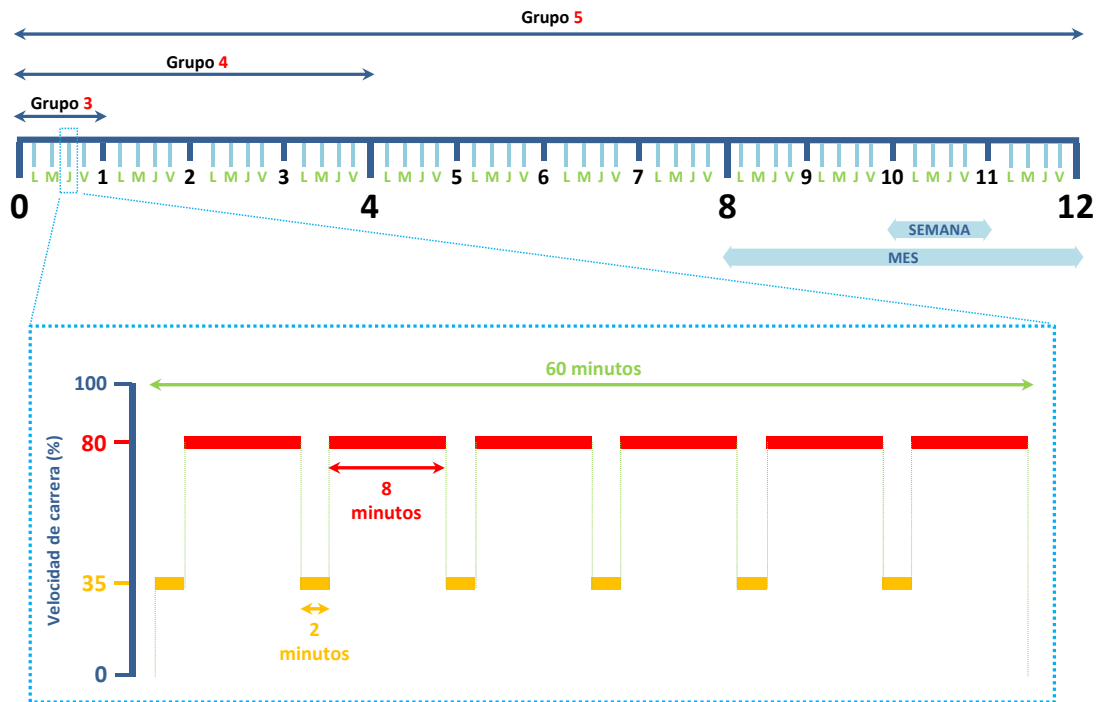 Grupo 5
Grupo 4
Grupo 3
L M J V 1 L M J V 2 L M J V 3 L M J V L M J V 5 L M J V 6 L M J V 7 L M J V L M J V 9 L M J V 10 L M J V 11 L M J V
0 4 8 12
SEMANA
MES
60 minutos
Velocidad de carrera (%)
100
80
8
minutos
35
2
minutos
0